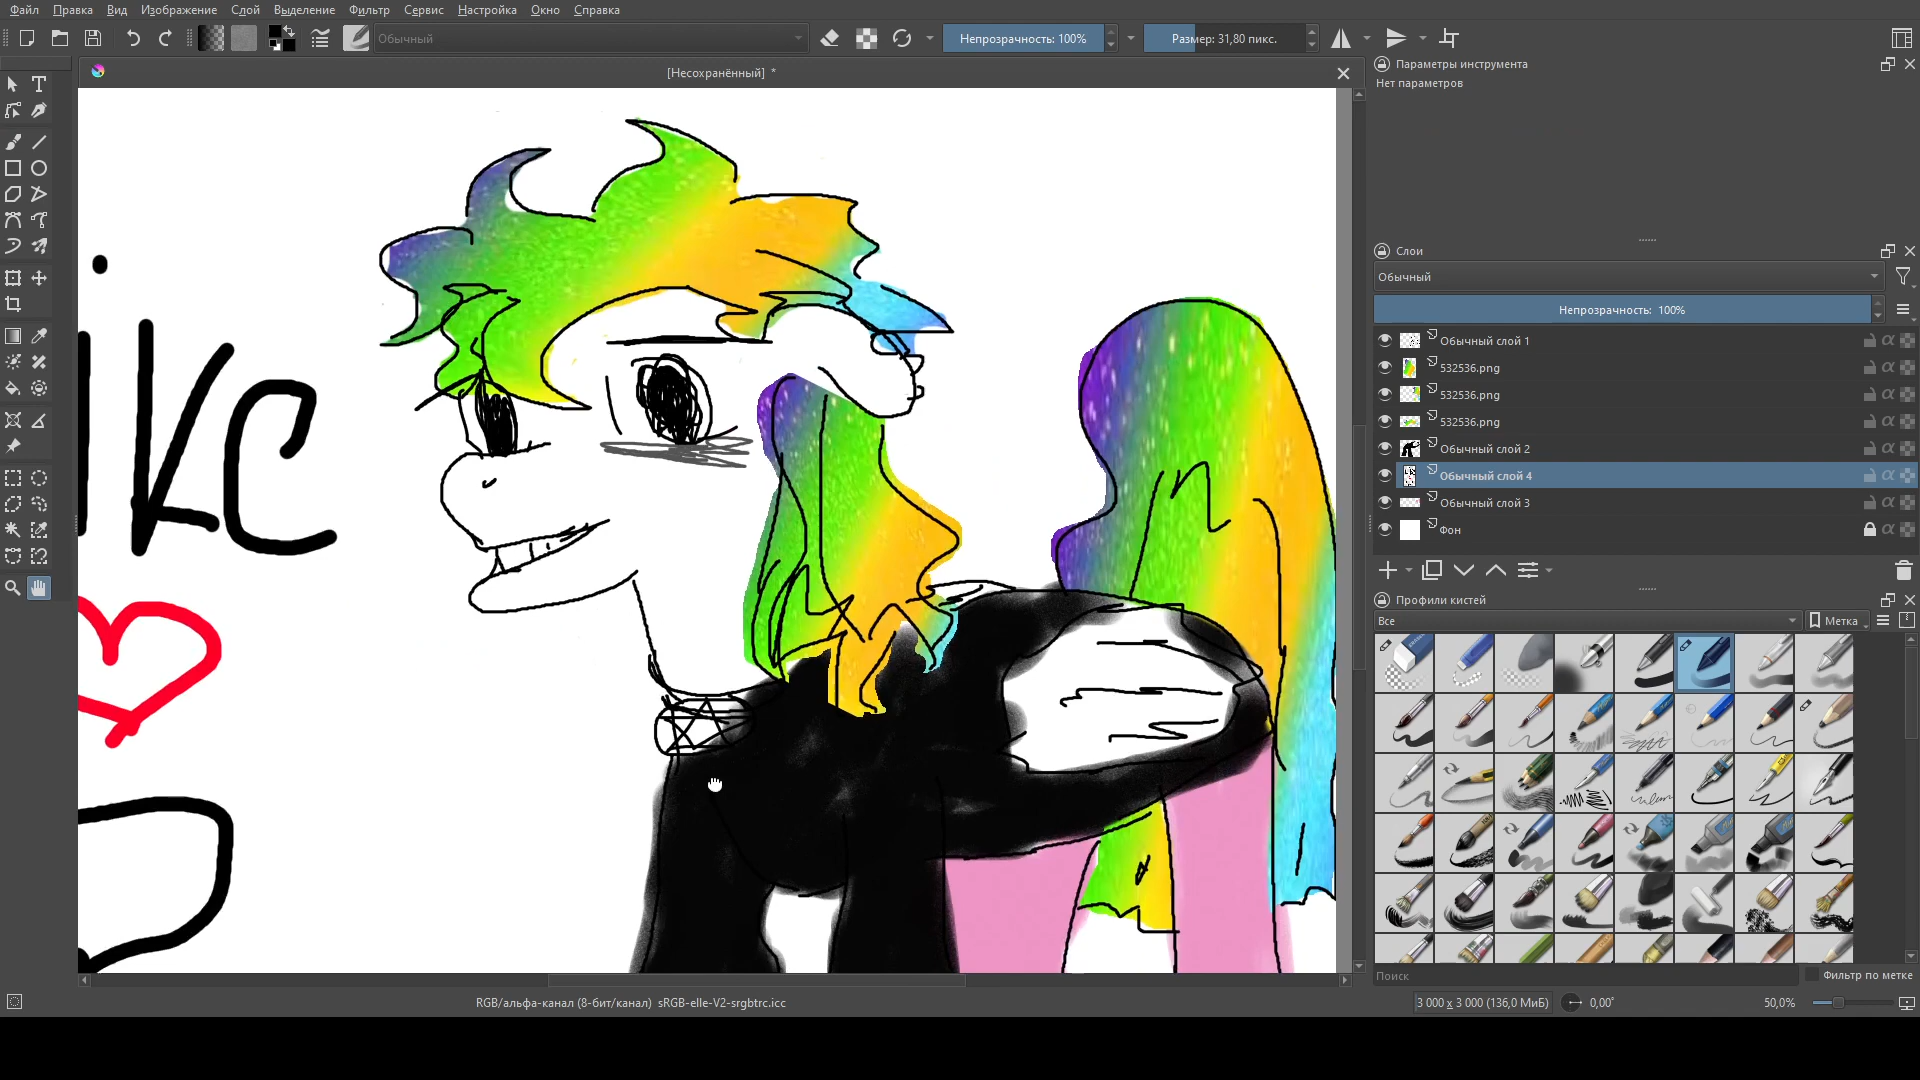 Файл Правка Вид Изображение Слой Выделение Фильтр Сервис Настройка Окно Справка
Обычный
Непрозрачность: 100%
Размер: 31,80 пикс.
[Несохранённый] *
Параметры инструмента
Нет параметров
Слои
Обычный
Непрозрачность: 100%
Обычный слой 1
532536.png
532536.png
532536.png
Обычный слой 2
Обычный слой 4
Обычный слой 3
Фон
Профили кистей
Все
Метка
Поиск
Фильтр по метке
RGB/альфа-канал (8-бит/канал) sRGB-elle-V2-srgbtrc.icc
3 000 x 3 000 (136,0 МиБ)
0,00°
50,0%